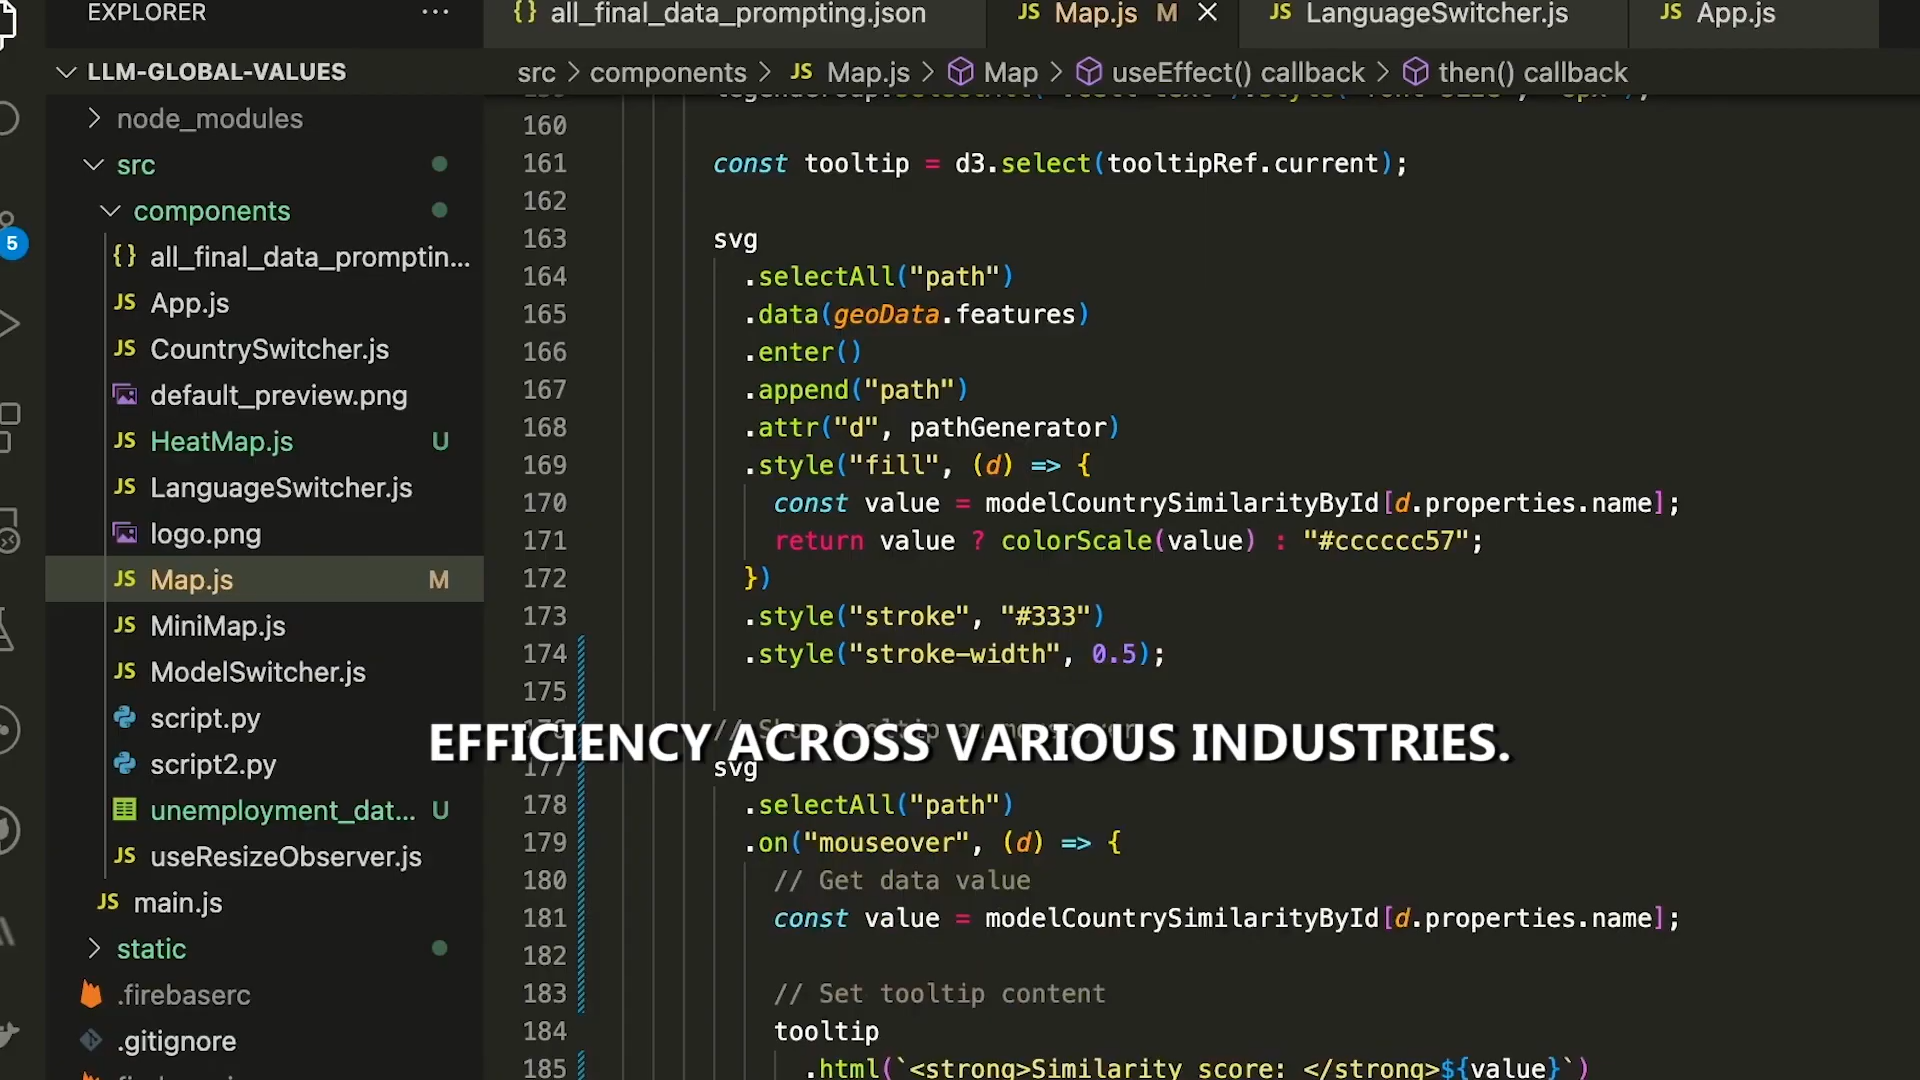 EXPLORER ...
{} all_final_data_prompting.json JS Map.js M × JS LanguageSwitcher.js JS App.js
LLM-GLOBAL-VALUES
src > components > JS Map.js > Map > useEffect() callback > then() callback
node_modules
src
components
5
{} all_final_data_promptin...
JS App.js
JS CountrySwitcher.js
default_preview.png
JS HeatMap.js U
JS LanguageSwitcher.js
logo.png
JS Map.js M
JS MiniMap.js
JS ModelSwitcher.js
script.py
script2.py
unemployment_dat... U
JS useResizeObserver.js
JS main.js
static
.firebaserc
.gitignore
160
161 const tooltip = d3.select(tooltipRef.current);
162
163 svg
164 .selectAll("path")
165 .data(geoData.features)
166 .enter()
167 .append("path")
168 .attr("d", pathGenerator)
169 .style("fill", (d) => {
170 const value = modelCountrySimilarityById[d.properties.name];
171 return value ? colorScale(value) : "#cccccc57";
172 })
173 .style("stroke", "#333")
174 .style("stroke-width", 0.5);
175
EFFICIENCY ACROSS VARIOUS INDUSTRIES.
177 svg
178 .selectAll("path")
179 .on("mouseover", (d) => {
180 // Get data value
181 const value = modelCountrySimilarityById[d.properties.name];
182
183 // Set tooltip content
184 tooltip
185 .html(`<strong>Similarity score: </strong>${value}`)